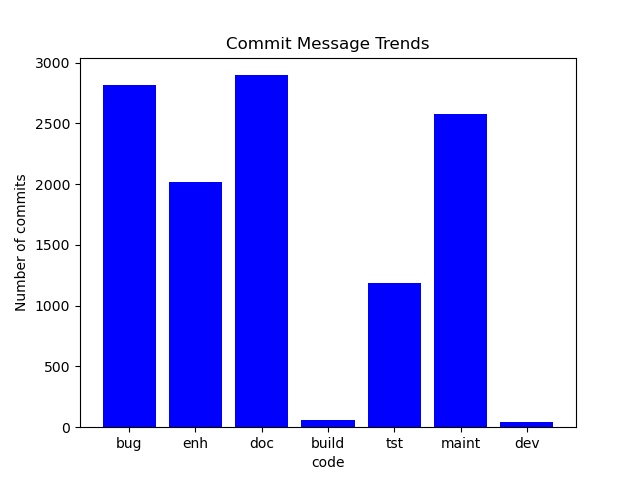 Commit Message Trends
Number of commits
3000
2500
2000
1500
1000
500
0
bug enh doc build tst maint dev
code